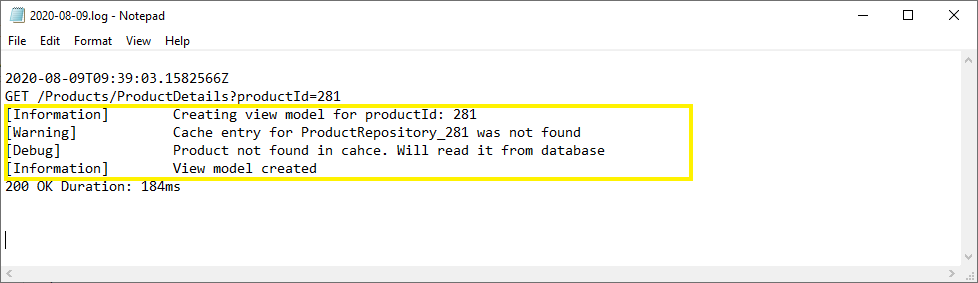 2020-08-09.log - Notepad
File Edit Format View Help
2020-08-09T09:39:03.1582566Z
GET /Products/ProductDetails?productId=281
[Information] Creating view model for productId: 281
[Warning] Cache entry for ProductRepository_281 was not found
[Debug] Product not found in cahce. Will read it from database
[Information] View model created
200 OK Duration: 184ms